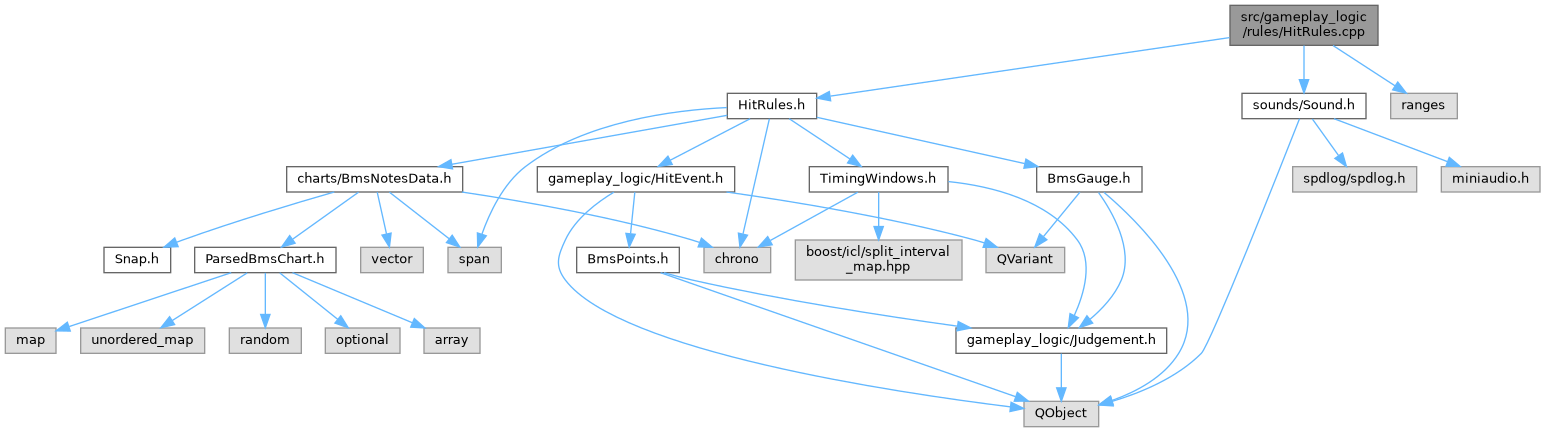 src/gameplay_logic
/rules/HitRules.cpp
HitRules.h
sounds/Sound.h
ranges
charts/BmsNotesData.h
gameplay_logic/HitEvent.h
TimingWindows.h
BmsGauge.h
spdlog/spdlog.h
miniaudio.h
Snap.h
ParsedBmsChart.h
vector
span
BmsPoints.h
chrono
boost/icl/split_interval
_map.hpp
QVariant
map
unordered_map
random
optional
array
gameplay_logic/Judgement.h
QObject